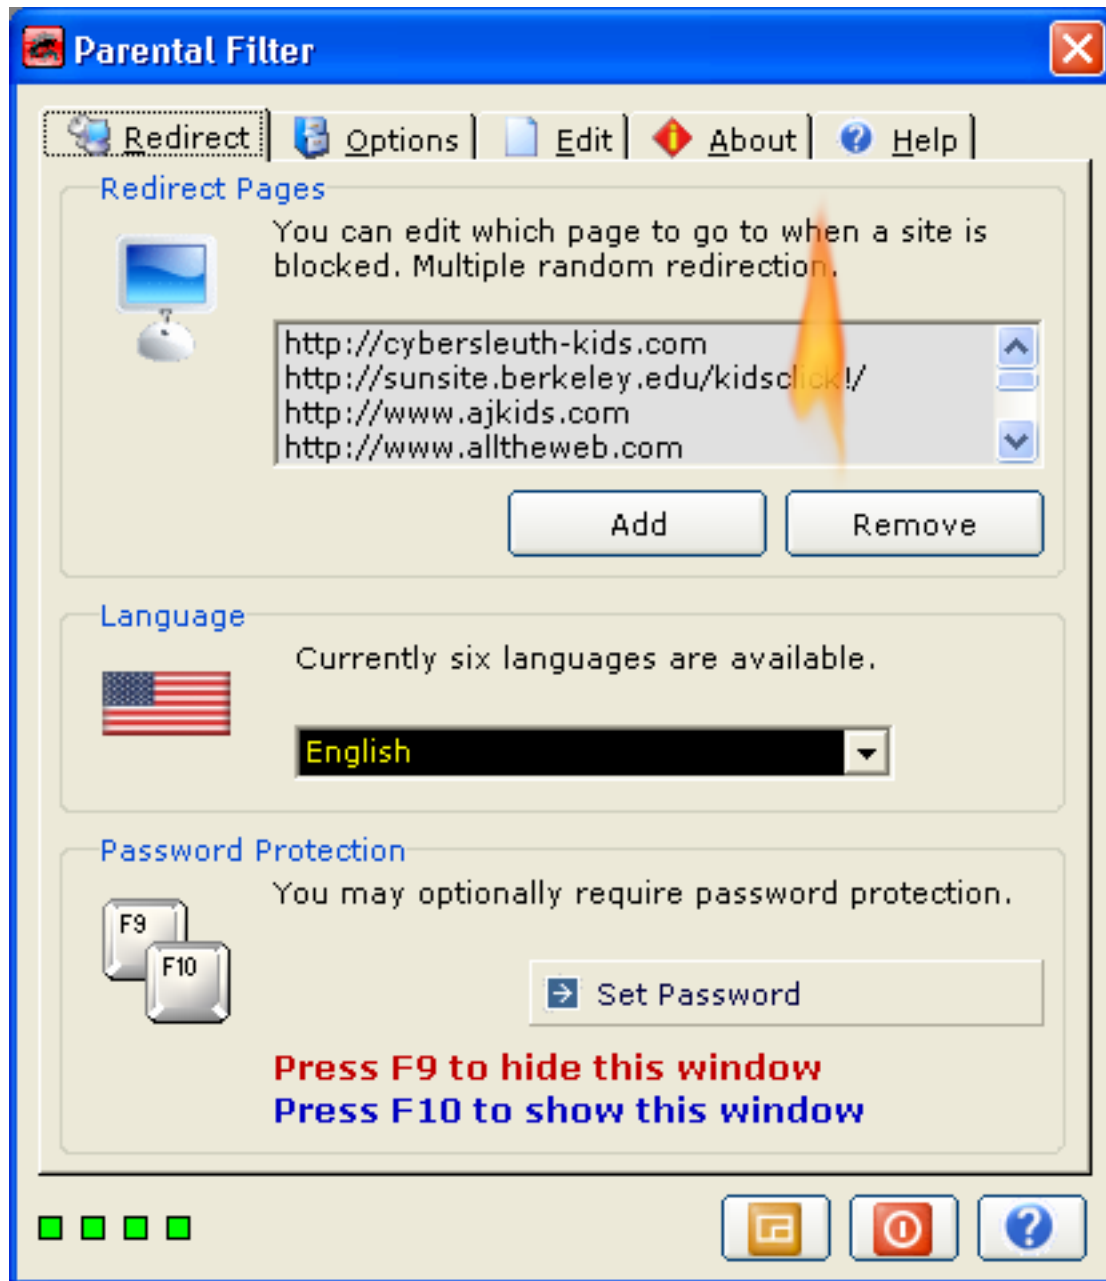 Parental Filter
Redirect
Options
Edit
About
Help
Redirect Pages
You can edit which page to go to when a site is
blocked. Multiple random redirection.
http://cybersleuth-kids.com
http://sunsite.berkeley.edu/kidsclick!/
http://www.ajkids.com
http://www.alltheweb.com
Add
Remove
Language
Currently six languages are available.
English
Password Protection
You may optionally require password protection.
F9
F10
Set Password
Press F9 to hide this window
Press F10 to show this window